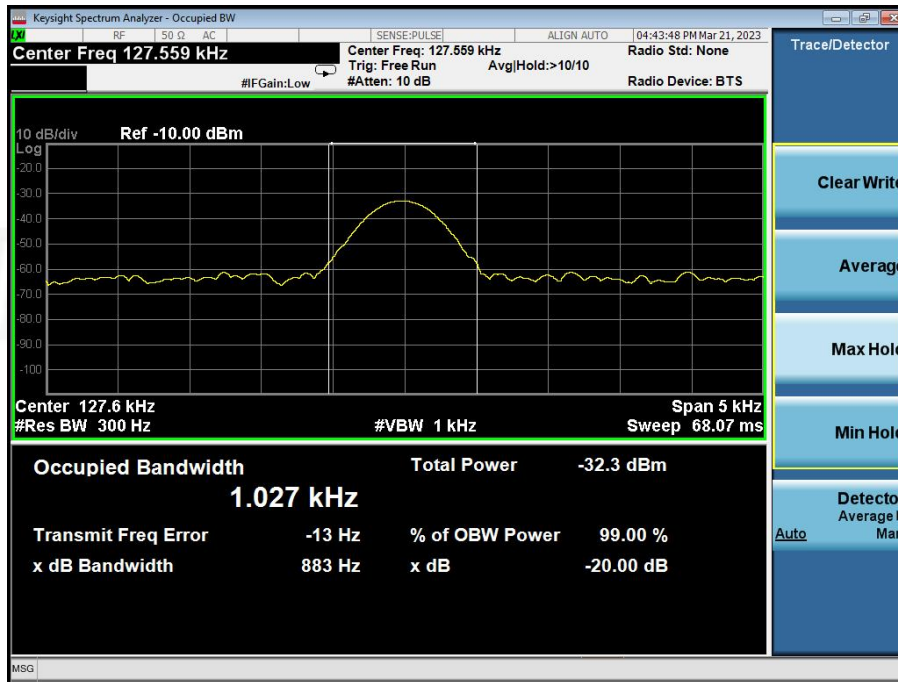 Keysight Spectrum Analyzer - Occupied BW
LXI RF 50 Ω AC SENSE:PULSE ALIGN AUTO 04:43:48 PM Mar 21, 2023
Center Freq 127.559 kHz
Center Freq: 127.559 kHz Radio Std: None
Trig: Free Run Avg|Hold:>10/10
#IFGain:Low #Atten: 10 dB Radio Device: BTS
10 dB/div Ref -10.00 dBm
Log
-20.0
-30.0
-40.0
-50.0
-60.0
-70.0
-80.0
-90.0
-100
Center 127.6 kHz Span 5 kHz
#Res BW 300 Hz #VBW 1 kHz Sweep 68.07 ms
Occupied Bandwidth Total Power -32.3 dBm
1.027 kHz
Transmit Freq Error -13 Hz % of OBW Power 99.00 %
x dB Bandwidth 883 Hz x dB -20.00 dB
MSG
Trace/Detector
Clear Write
Average
Max Hold
Min Hold
Detector
Average
Auto Man